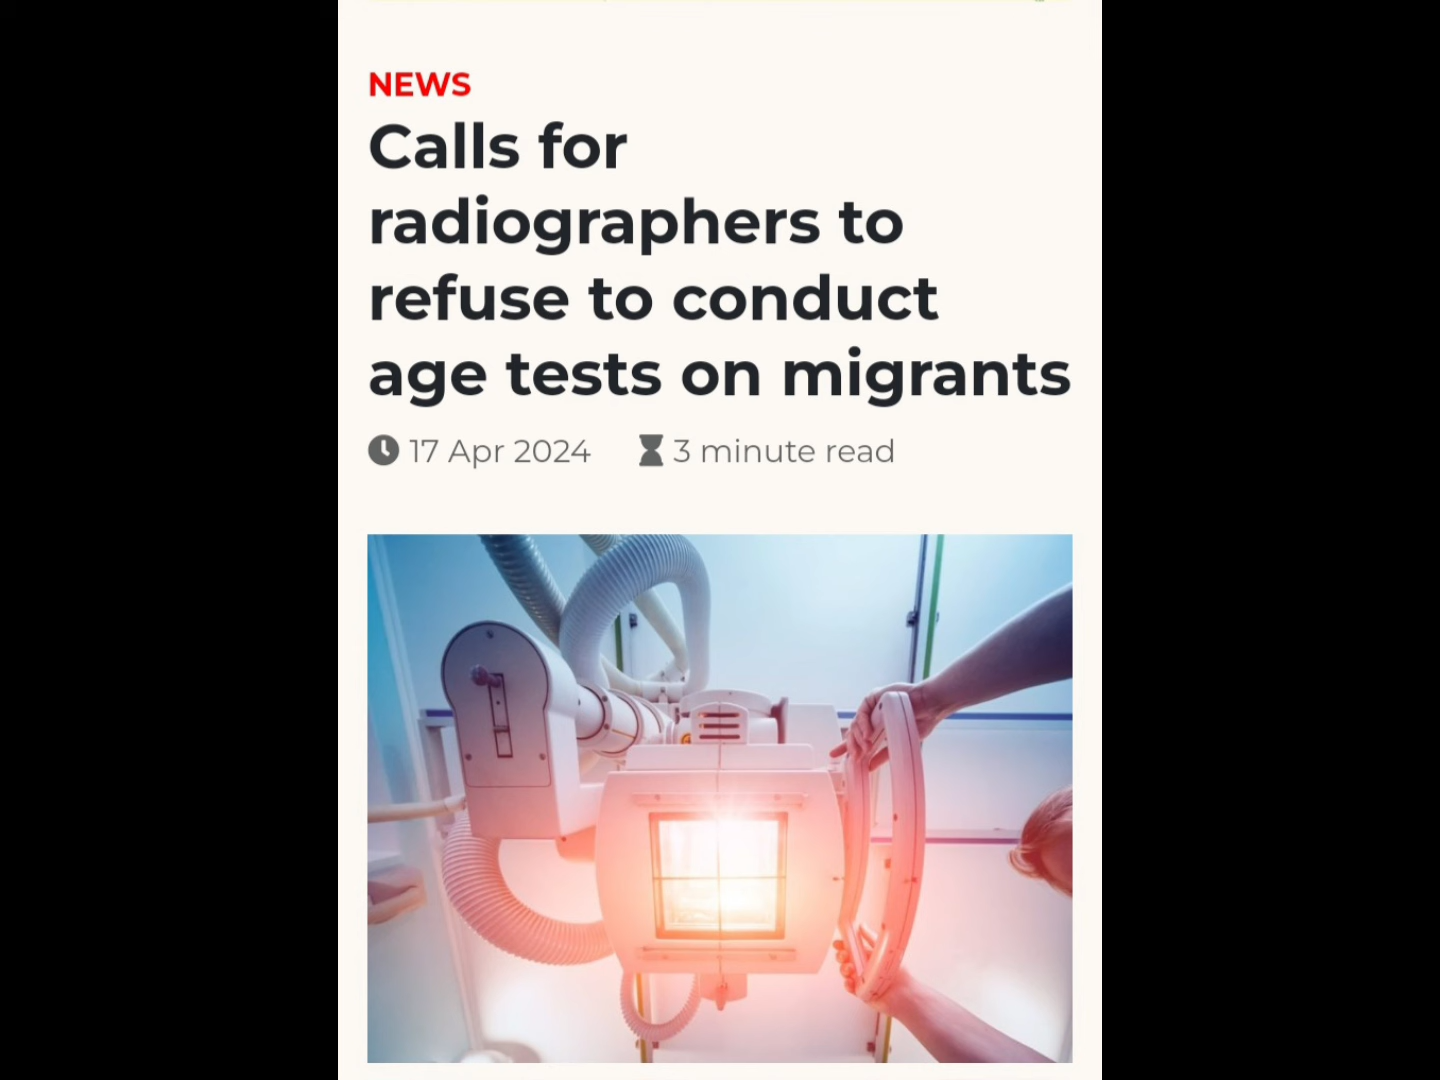 NEWS
Calls for
radiographers to
refuse to conduct
age tests on migrants
17 Apr 2024 3 minute read